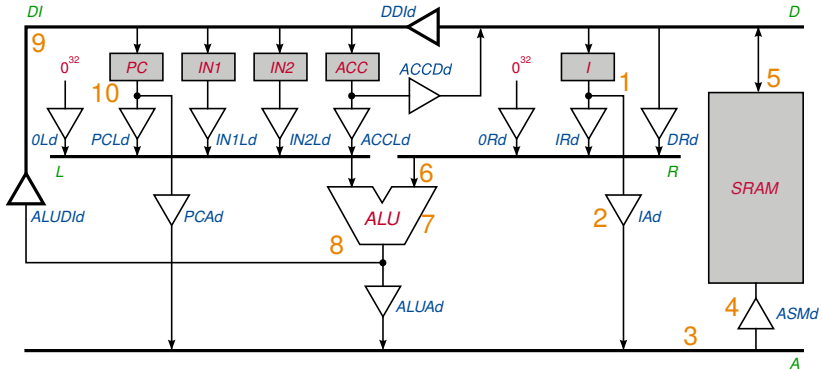 DI DDId D
9
PC IN1 IN2 ACC ACCDd I
0^32 0^32 1 5
10
0Ld PCLd IN1Ld IN2Ld ACCLd 0Rd IRd DRd
L 6 R
SRAM
ALUDId PCAd ALU 7 2 IAd
8
ALUAd 4 ASMd
3
A